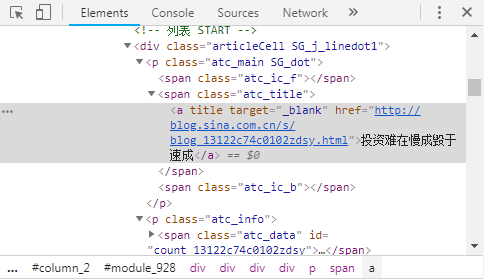 Elements Console Sources Network
<!-- 列表 START -->
▼<div class="articleCell SG_j_linedot1">
▼<p class="atc_main SG_dot">
<span class="atc_ic_f"></span>
▼<span class="atc_title">
<a title target="_blank" href="http://
blog.sina.com.cn/s/
blog_13122c74c0102zdsy.html">投资难在慢成毁于
速成</a> == $0
</span>
<span class="atc_ic_b"></span>
</p>
▼<p class="atc_info">
▶<span class="atc_data" id=
"count_13122c74c0102zdsy">…</span>
... #column_2 #module_928 div div div p span a